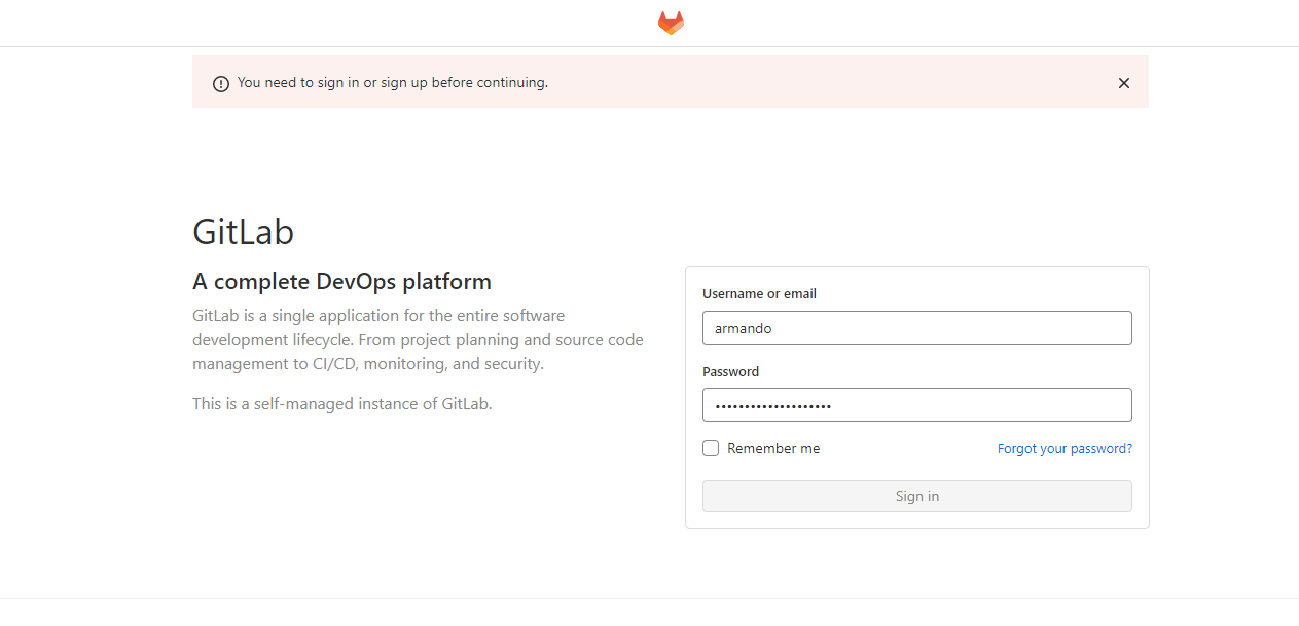 You need to sign in or sign up before continuing.
GitLab
A complete DevOps platform
GitLab is a single application for the entire software
development lifecycle. From project planning and source code
management to CI/CD, monitoring, and security.
This is a self-managed instance of GitLab.
Username or email
armando
Password
••••••••••••••••••••
Remember me
Forgot your password?
Sign in